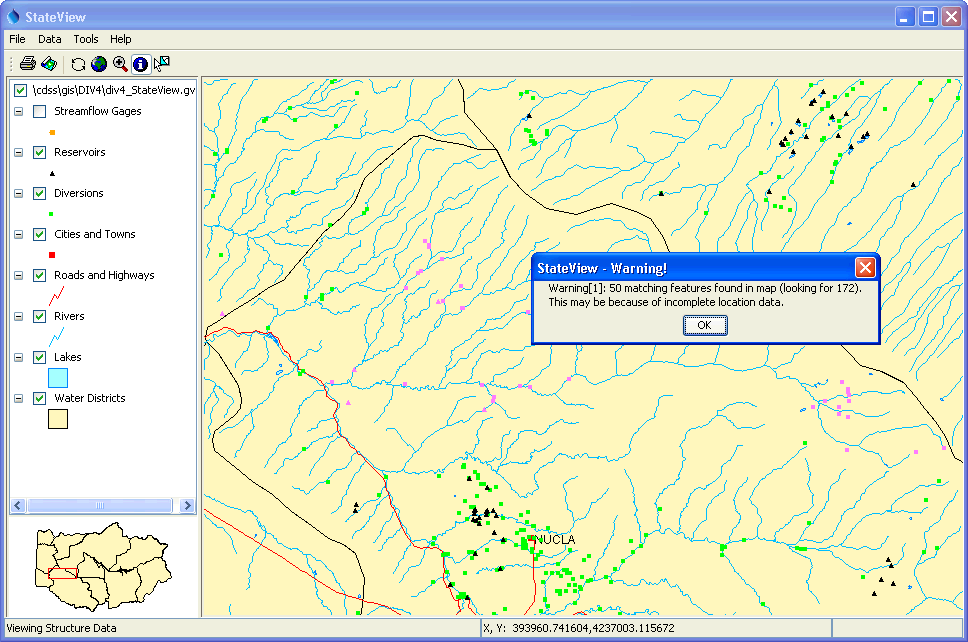 StateView
File Data Tools Help
\cdss\gis\DIV4\div4_StateView.gv
Streamflow Gages
Reservoirs
Diversions
Cities and Towns
Roads and Highways
Rivers
Lakes
Water Districts
StateView - Warning!
Warning[1]: 50 matching features found in map (looking for 172).
This may be because of incomplete location data.
OK
NUCLA
Viewing Structure Data
X, Y: 393960.741604,4237003.115672